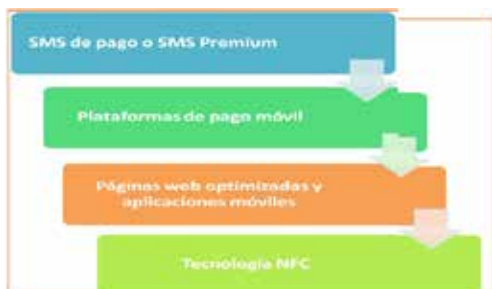 SMS de pago o SMS Premium
Plataformas de pago móvil
Páginas web optimizadas y
aplicaciones móviles
Tecnología NFC